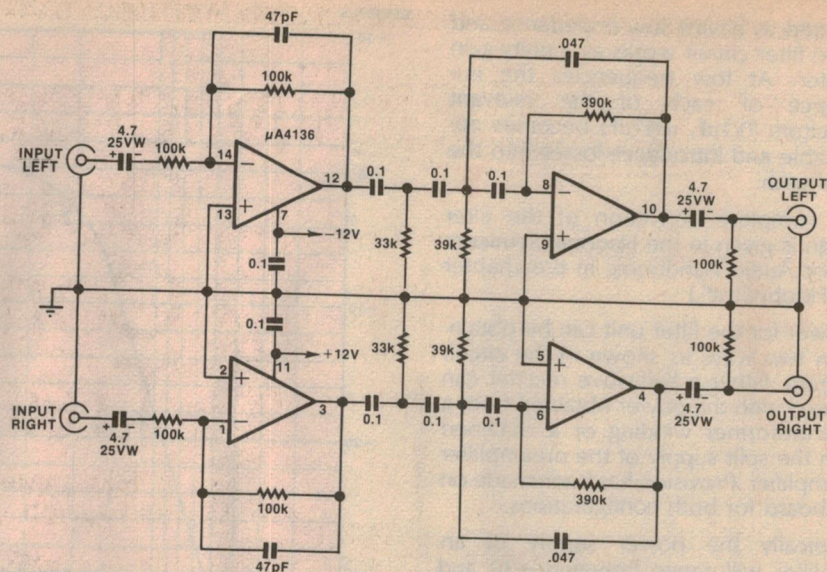 47pF
.047
100k
390k
µA4136
4.7
25VW
+ -
100k
INPUT
LEFT
14
-
12
13
+
7
-12V
0.1
0.1
0.1
0.1
33k
39k
8
-
+
10
4.7
25VW
+ -
OUTPUT
LEFT
100k
0.1
11
+12V
33k
39k
100k
2
+
1
-
3
INPUT
RIGHT
4.7
25VW
+ -
100k
0.1
0.1
0.1
5
+
6
-
4
4.7
25VW
+ -
OUTPUT
RIGHT
100k
390k
47pF
.047